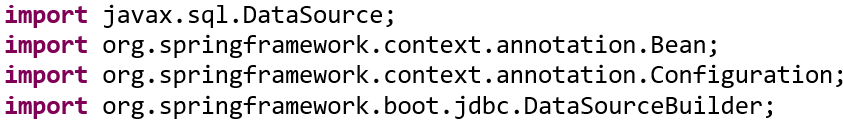 import javax.sql.DataSource;
import org.springframework.context.annotation.Bean;
import org.springframework.context.annotation.Configuration;
import org.springframework.boot.jdbc.DataSourceBuilder;